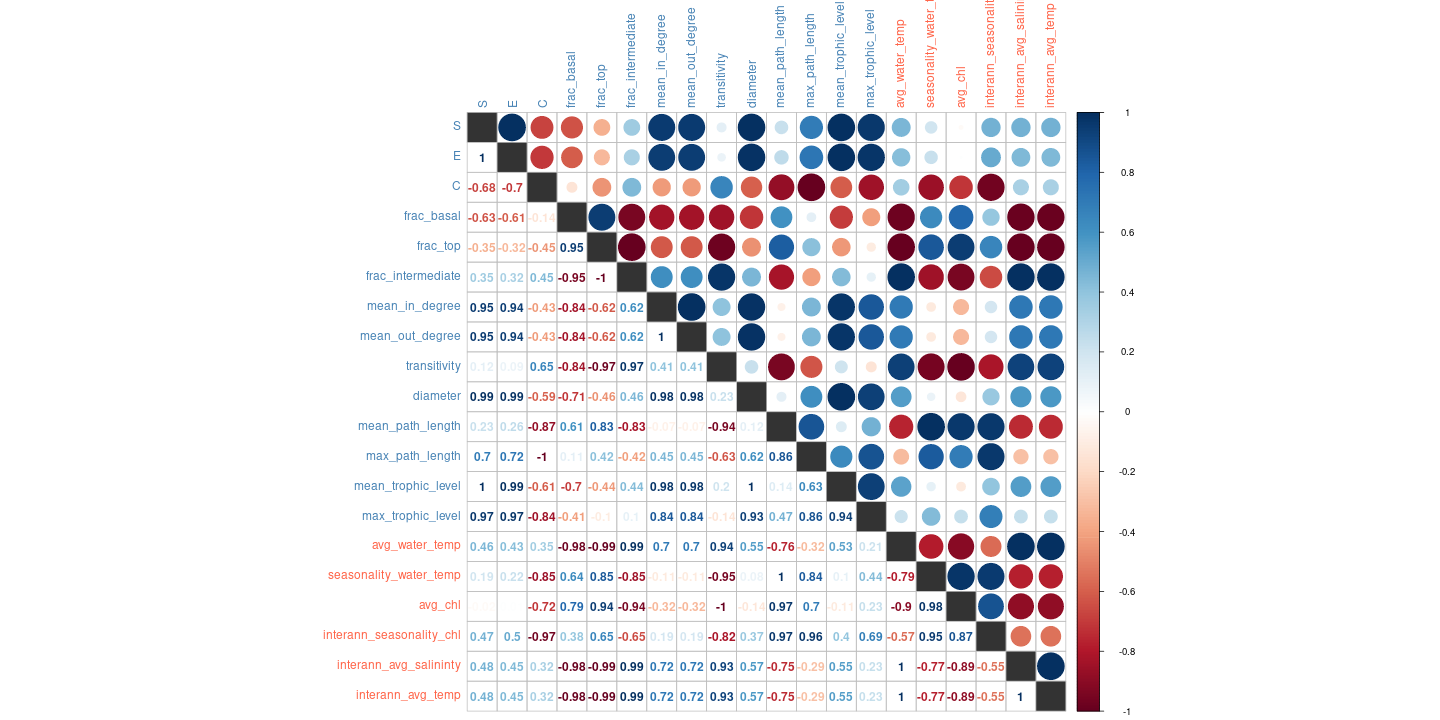 S E C frac_basal frac_top frac_intermediate mean_in_degree mean_out_degree transitivity diameter mean_path_length max_path_length mean_trophic_level max_trophic_level avg_water_temp seasonality_water_t avg_chl interann_seasonalit interann_avg_salini interann_avg_temp
S 1
E 1 0.8
C -0.68 -0.7
frac_basal -0.63 -0.61 -0.14 0.6
frac_top -0.35 -0.32 -0.45 0.95
frac_intermediate 0.35 0.32 0.45 -0.95 -1 0.4
mean_in_degree 0.95 0.94 -0.43 -0.84 -0.62 0.62
mean_out_degree 0.95 0.94 -0.43 -0.84 -0.62 0.62 1 0.2
transitivity 0.12 0.09 0.65 -0.84 -0.97 0.97 0.41 0.41
diameter 0.99 0.99 -0.59 -0.71 -0.46 0.46 0.98 0.98 0.23 0
mean_path_length 0.23 0.26 -0.87 0.61 0.83 -0.83 -0.07 -0.07 -0.94 0.12
max_path_length 0.7 0.72 -1 0.11 0.42 -0.42 0.45 0.45 -0.63 0.62 0.86 -0.2
mean_trophic_level 1 0.99 -0.61 -0.7 -0.44 0.44 0.98 0.98 0.2 1 0.14 0.63
max_trophic_level 0.97 0.97 -0.84 -0.41 -0.1 0.1 0.84 0.84 -0.14 0.93 0.47 0.86 0.94 -0.4
avg_water_temp 0.46 0.43 0.35 -0.98 -0.99 0.99 0.7 0.7 0.94 0.55 -0.76 -0.32 0.53 0.21
seasonality_water_temp 0.19 0.22 -0.85 0.64 0.85 -0.85 -0.11 -0.11 -0.95 0.08 1 0.84 0.1 0.44 -0.79 -0.6
avg_chl -0.72 0.79 0.94 -0.94 -0.32 -0.32 -1 -0.14 0.97 0.7 -0.11 0.23 -0.9 0.98
interann_seasonality_chl 0.47 0.5 -0.97 0.38 0.65 -0.65 0.19 0.19 -0.82 0.37 0.97 0.96 0.4 0.69 -0.57 0.95 0.87 -0.8
interann_avg_salininty 0.48 0.45 0.32 -0.98 -0.99 0.99 0.72 0.72 0.93 0.57 -0.75 -0.29 0.55 0.23 1 -0.77 -0.89 -0.55
interann_avg_temp 0.48 0.45 0.32 -0.98 -0.99 0.99 0.72 0.72 0.93 0.57 -0.75 -0.29 0.55 0.23 1 -0.77 -0.89 -0.55 1 -1